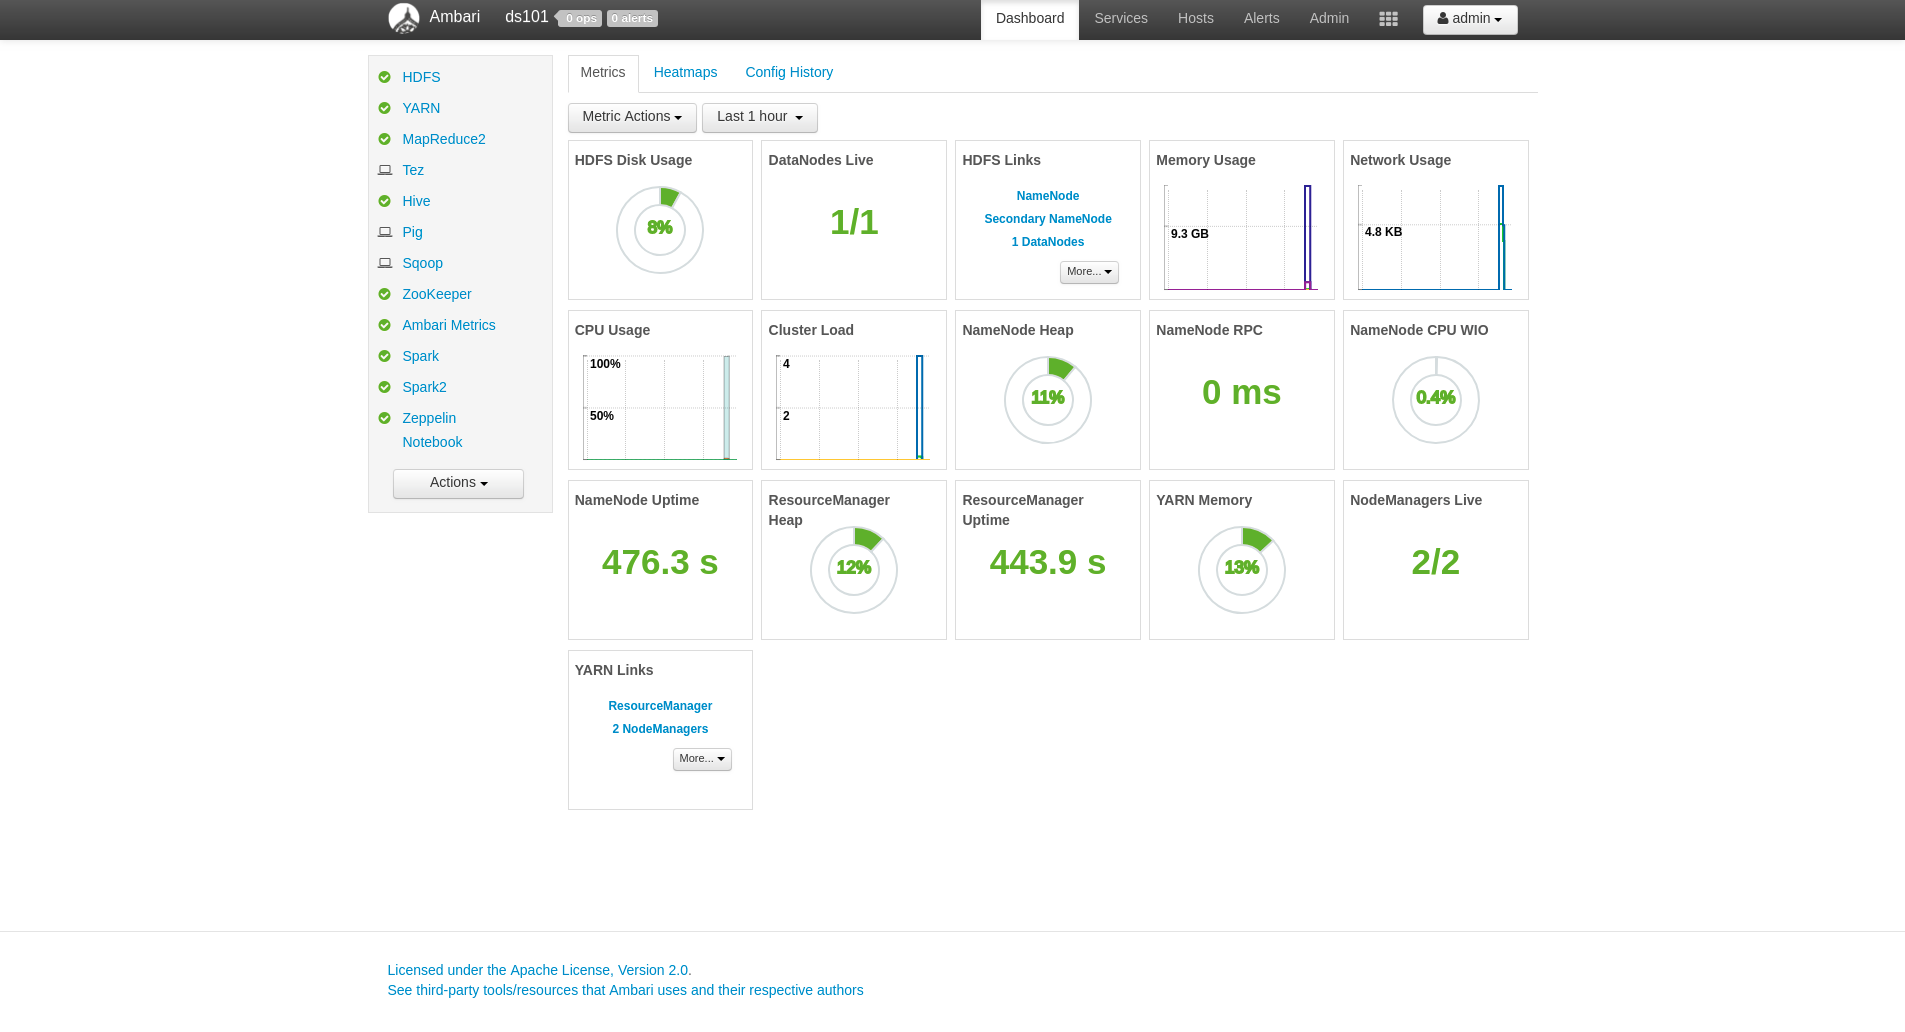 Ambari ds101 0 ops 0 alerts Dashboard Services Hosts Alerts Admin admin
HDFS
YARN
MapReduce2
Tez
Hive
Pig
Sqoop
ZooKeeper
Ambari Metrics
Spark
Spark2
Zeppelin
Notebook
Actions
Metrics Heatmaps Config History
Metric Actions Last 1 hour
HDFS Disk Usage
8%
DataNodes Live
1/1
HDFS Links
NameNode
Secondary NameNode
1 DataNodes
More...
Memory Usage
9.3 GB
Network Usage
4.8 KB
CPU Usage
100%
50%
Cluster Load
4
2
NameNode Heap
11%
NameNode RPC
0 ms
NameNode CPU WIO
0.4%
NameNode Uptime
476.3 s
ResourceManager
Heap
12%
ResourceManager
Uptime
443.9 s
YARN Memory
13%
NodeManagers Live
2/2
YARN Links
ResourceManager
2 NodeManagers
More...
Licensed under the Apache License, Version 2.0.
See third-party tools/resources that Ambari uses and their respective authors